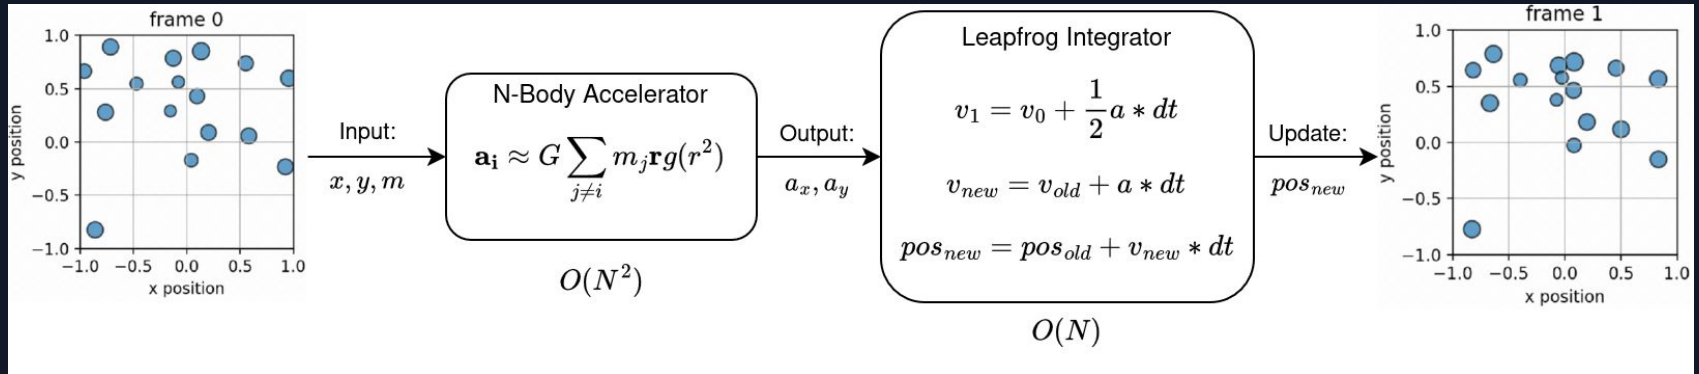 frame 0
1.0
0.5
0.0
−0.5
−1.0
y position
−1.0 −0.5 0.0 0.5 1.0
x position
Input:
x, y, m
N-Body Accelerator
a_i ≈ G ∑_{j≠i} m_j r g(r²)
O(N²)
Output:
a_x, a_y
Leapfrog Integrator
v_1 = v_0 + 1/2 a * dt
v_new = v_old + a * dt
pos_new = pos_old + v_new * dt
O(N)
Update:
pos_new
frame 1
1.0
0.5
0.0
−0.5
−1.0
y position
−1.0 −0.5 0.0 0.5 1.0
x position